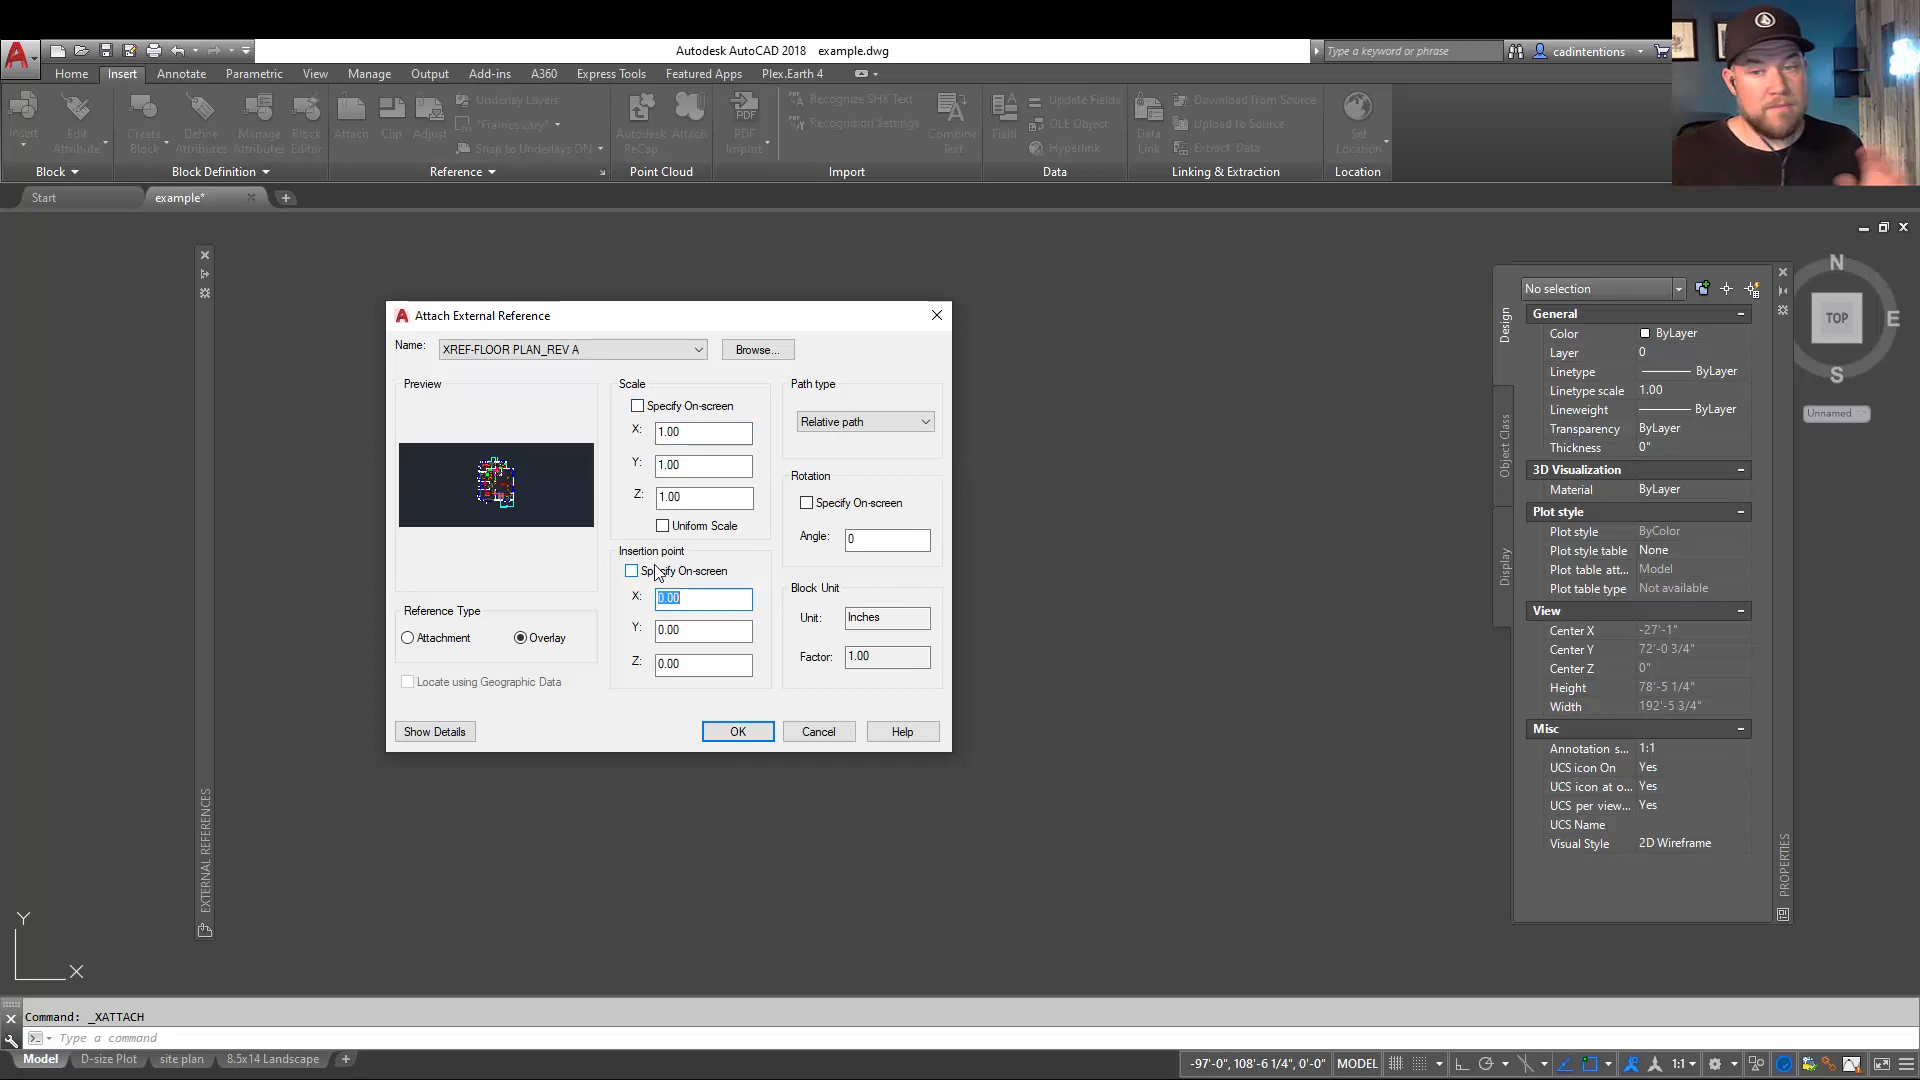 Autodesk AutoCAD 2018 example.dwg
Type a keyword or phrase
cadintentions
Home Insert Annotate Parametric View Manage Output Add-ins A360 Express Tools Featured Apps Plex.Earth 4
Insert
Edit Attribute
Create Block
Define Attributes
Manage Attributes
Block Editor
Attach
Clip
Adjust
Underlay Layers
*Frames vary*
Snap to Underlays ON
Autodesk ReCap
Attach
PDF Import
Recognize SHX Text
Recognition Settings
Combine Text
Field
Update Fields
OLE Object
Hyperlink
Data Link
Download from Source
Upload to Source
Extract Data
Set Location
Block Block Definition Reference Point Cloud Import Data Linking & Extraction Location
Start example*
Attach External Reference
Name: XREF-FLOOR PLAN_REV A Browse...
Preview
Reference Type
Attachment Overlay
Locate using Geographic Data
Scale
Specify On-screen
X: 1.00
Y: 1.00
Z: 1.00
Uniform Scale
Insertion point
Specify On-screen
X: 0.00
Y: 0.00
Z: 0.00
Path type
Relative path
Rotation
Specify On-screen
Angle: 0
Block Unit
Unit: Inches
Factor: 1.00
Show Details OK Cancel Help
EXTERNAL REFERENCES
No selection
Design
Object Class
Display
General
Color ByLayer
Layer 0
Linetype ByLayer
Linetype scale 1.00
Lineweight ByLayer
Transparency ByLayer
Thickness 0"
3D Visualization
Material ByLayer
Plot style
Plot style ByColor
Plot style table None
Plot table att... Model
Plot table type Not available
View
Center X -27'-1"
Center Y 72'-0 3/4"
Center Z 0"
Height 78'-5 1/4"
Width 192'-5 3/4"
Misc
Annotation s... 1:1
UCS icon On Yes
UCS icon at o... Yes
UCS per view... Yes
UCS Name
Visual Style 2D Wireframe
PROPERTIES
N
TOP E
S
Unnamed
Y
X
Command: _XATTACH
Type a command
Model D-size Plot site plan 8.5x14 Landscape
-97'-0", 108'-6 1/4", 0'-0" MODEL 1:1